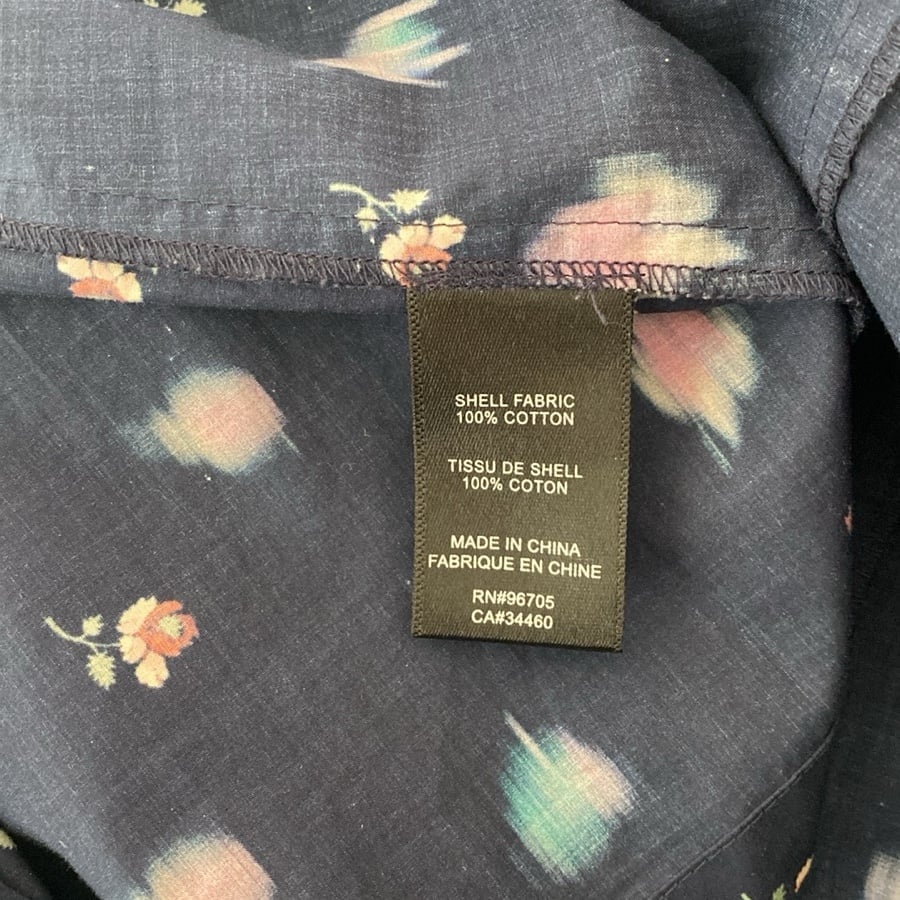 SHELL FABRIC
100% COTTON
TISSU DE SHELL
100% COTON
MADE IN CHINA
FABRIQUE EN CHINE
RN#96705
CA#34460